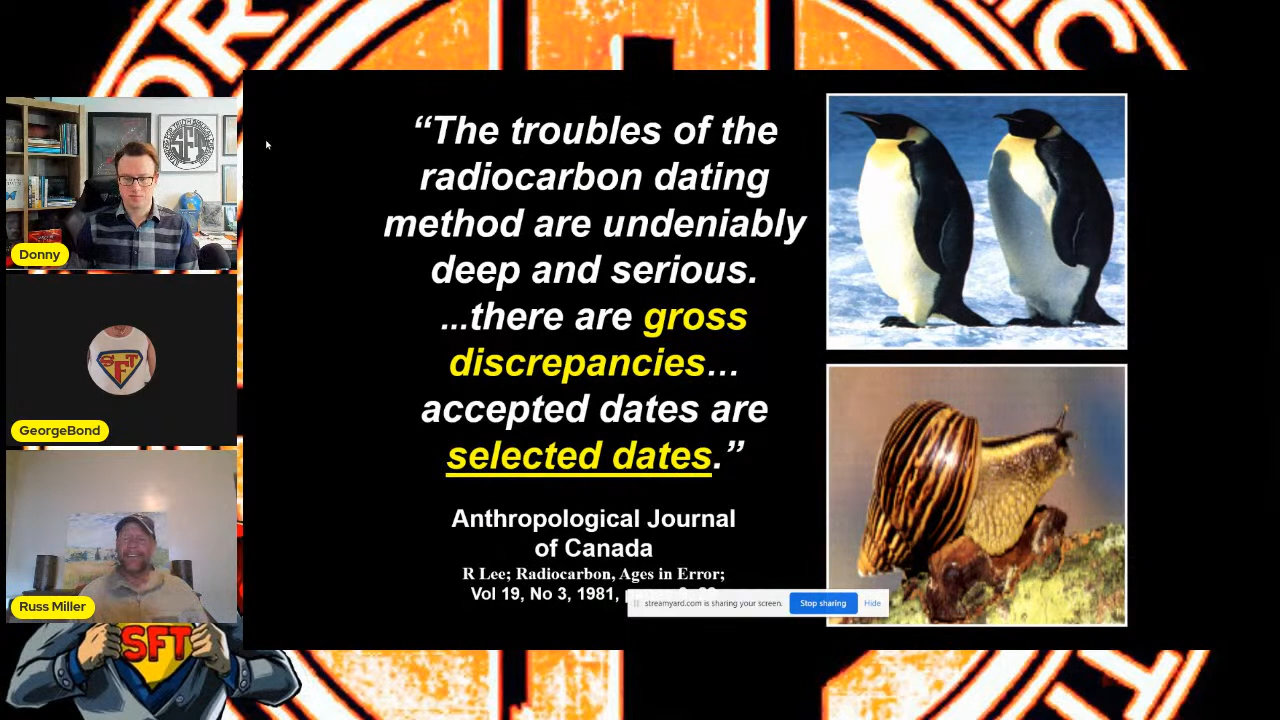 “The troubles of the
radiocarbon dating
method are undeniably
deep and serious.
...there are gross
discrepancies...
accepted dates are
selected dates.”
Anthropological Journal
of Canada
R Lee; Radiocarbon, Ages in Error;
Vol 19, No 3, 1981,
streamyard.com is sharing your screen.
Stop sharing
Hide
Donny
SFT
GeorgeBond
SFT
Russ Miller
SFT